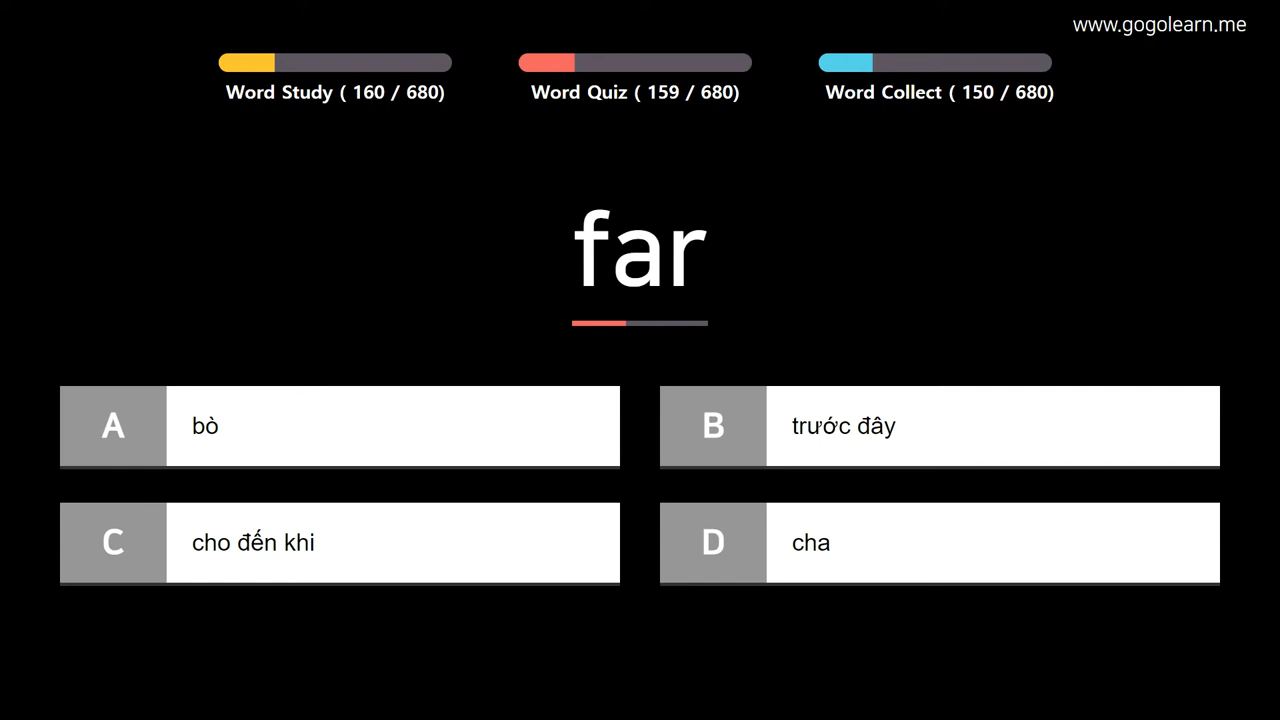 www.gogolearn.me
Word Study ( 160 / 680)
Word Quiz ( 159 / 680)
Word Collect ( 150 / 680)
far
A bò
B trước đây
C cho đến khi
D cha